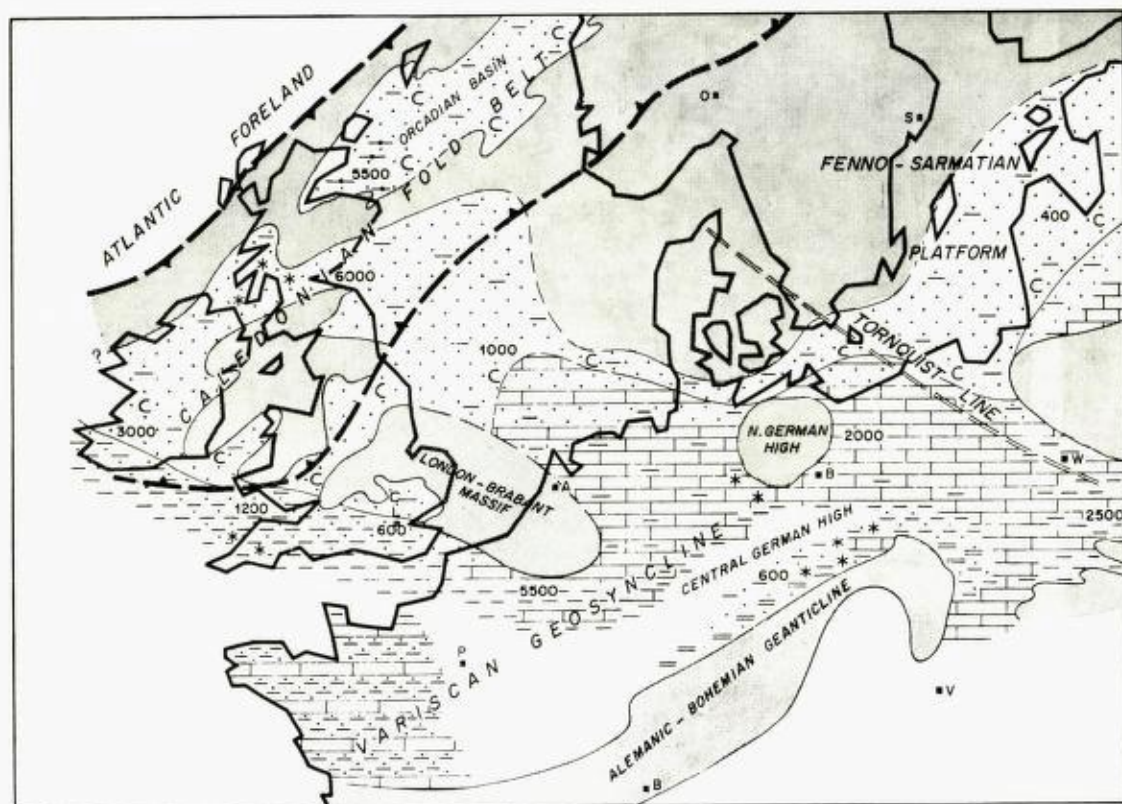 ATLANTIC FORELAND
ORCADIAN BASIN
CALEDONIAN FOLD BELT
C
C
C
C
5500
O
S
FENNO - SARMATIAN
PLATFORM
400
C
C
6000
?
3000
C
C
C
1000
C
C
C
C
C
TORNQUIST - LINE
N. GERMAN
HIGH
2000
B
W
2500
LONDON - BRABANT
MASSIF
A
C
C
L
600
1200
5500
VARISCAN GEOSYNCLINE
CENTRAL GERMAN HIGH
600
ALEMANIC - BOHEMIAN GEANTICLINE
P
V
B